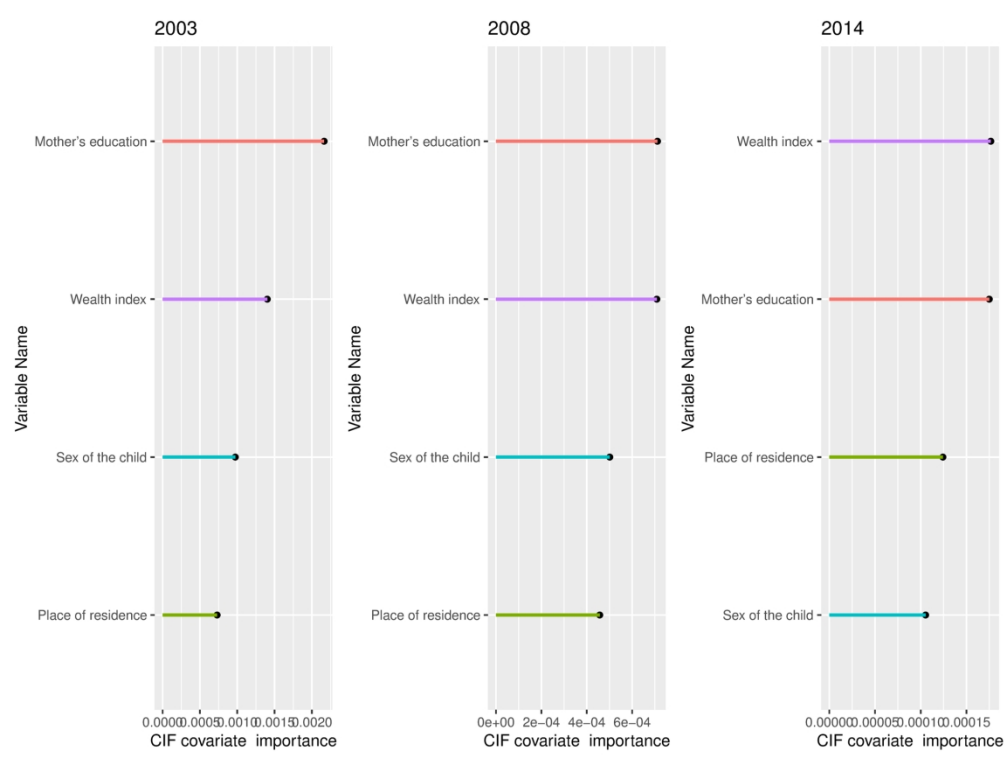 2003
Mother's education
Wealth index
Sex of the child
Place of residence
Variable Name
0.0000 0.0005 0.0010 0.0015 0.0020
CIF covariate importance
2008
Mother's education
Wealth index
Sex of the child
Place of residence
Variable Name
0e+00 2e−04 4e−04 6e−04
CIF covariate importance
2014
Wealth index
Mother's education
Place of residence
Sex of the child
Variable Name
0.00000 0.00005 0.00010 0.00015
CIF covariate importance